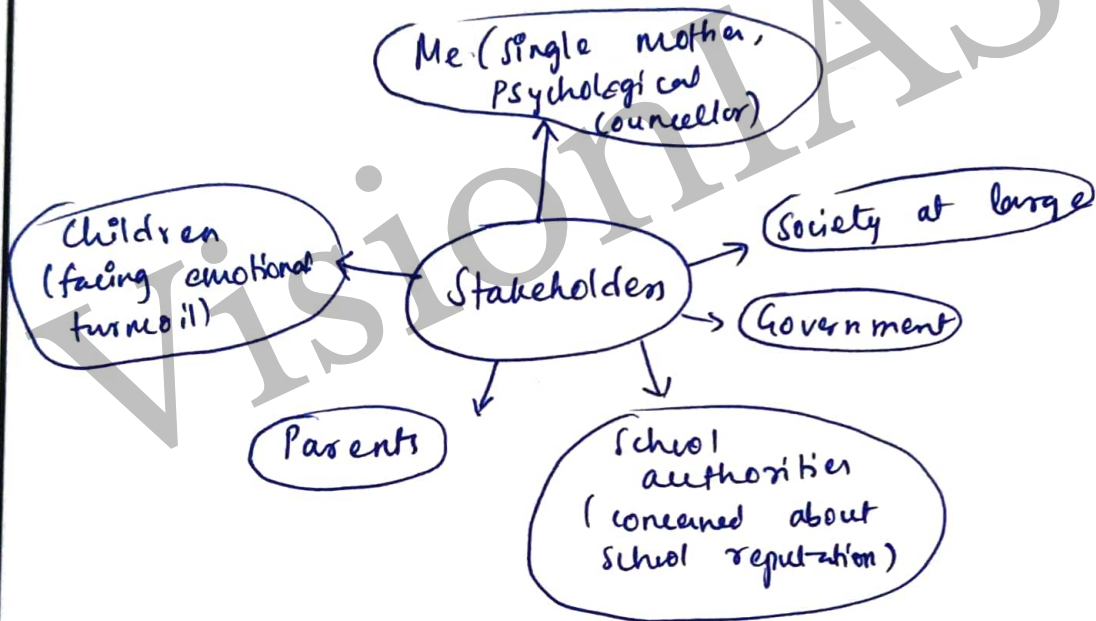 Me (single mother,
psychological
councellor)
Society at large
Children
(facing emotional
turmoil)
Stakeholders
Government
Parents
School
authorities
(concerned about
school reputation)
VisionIAS